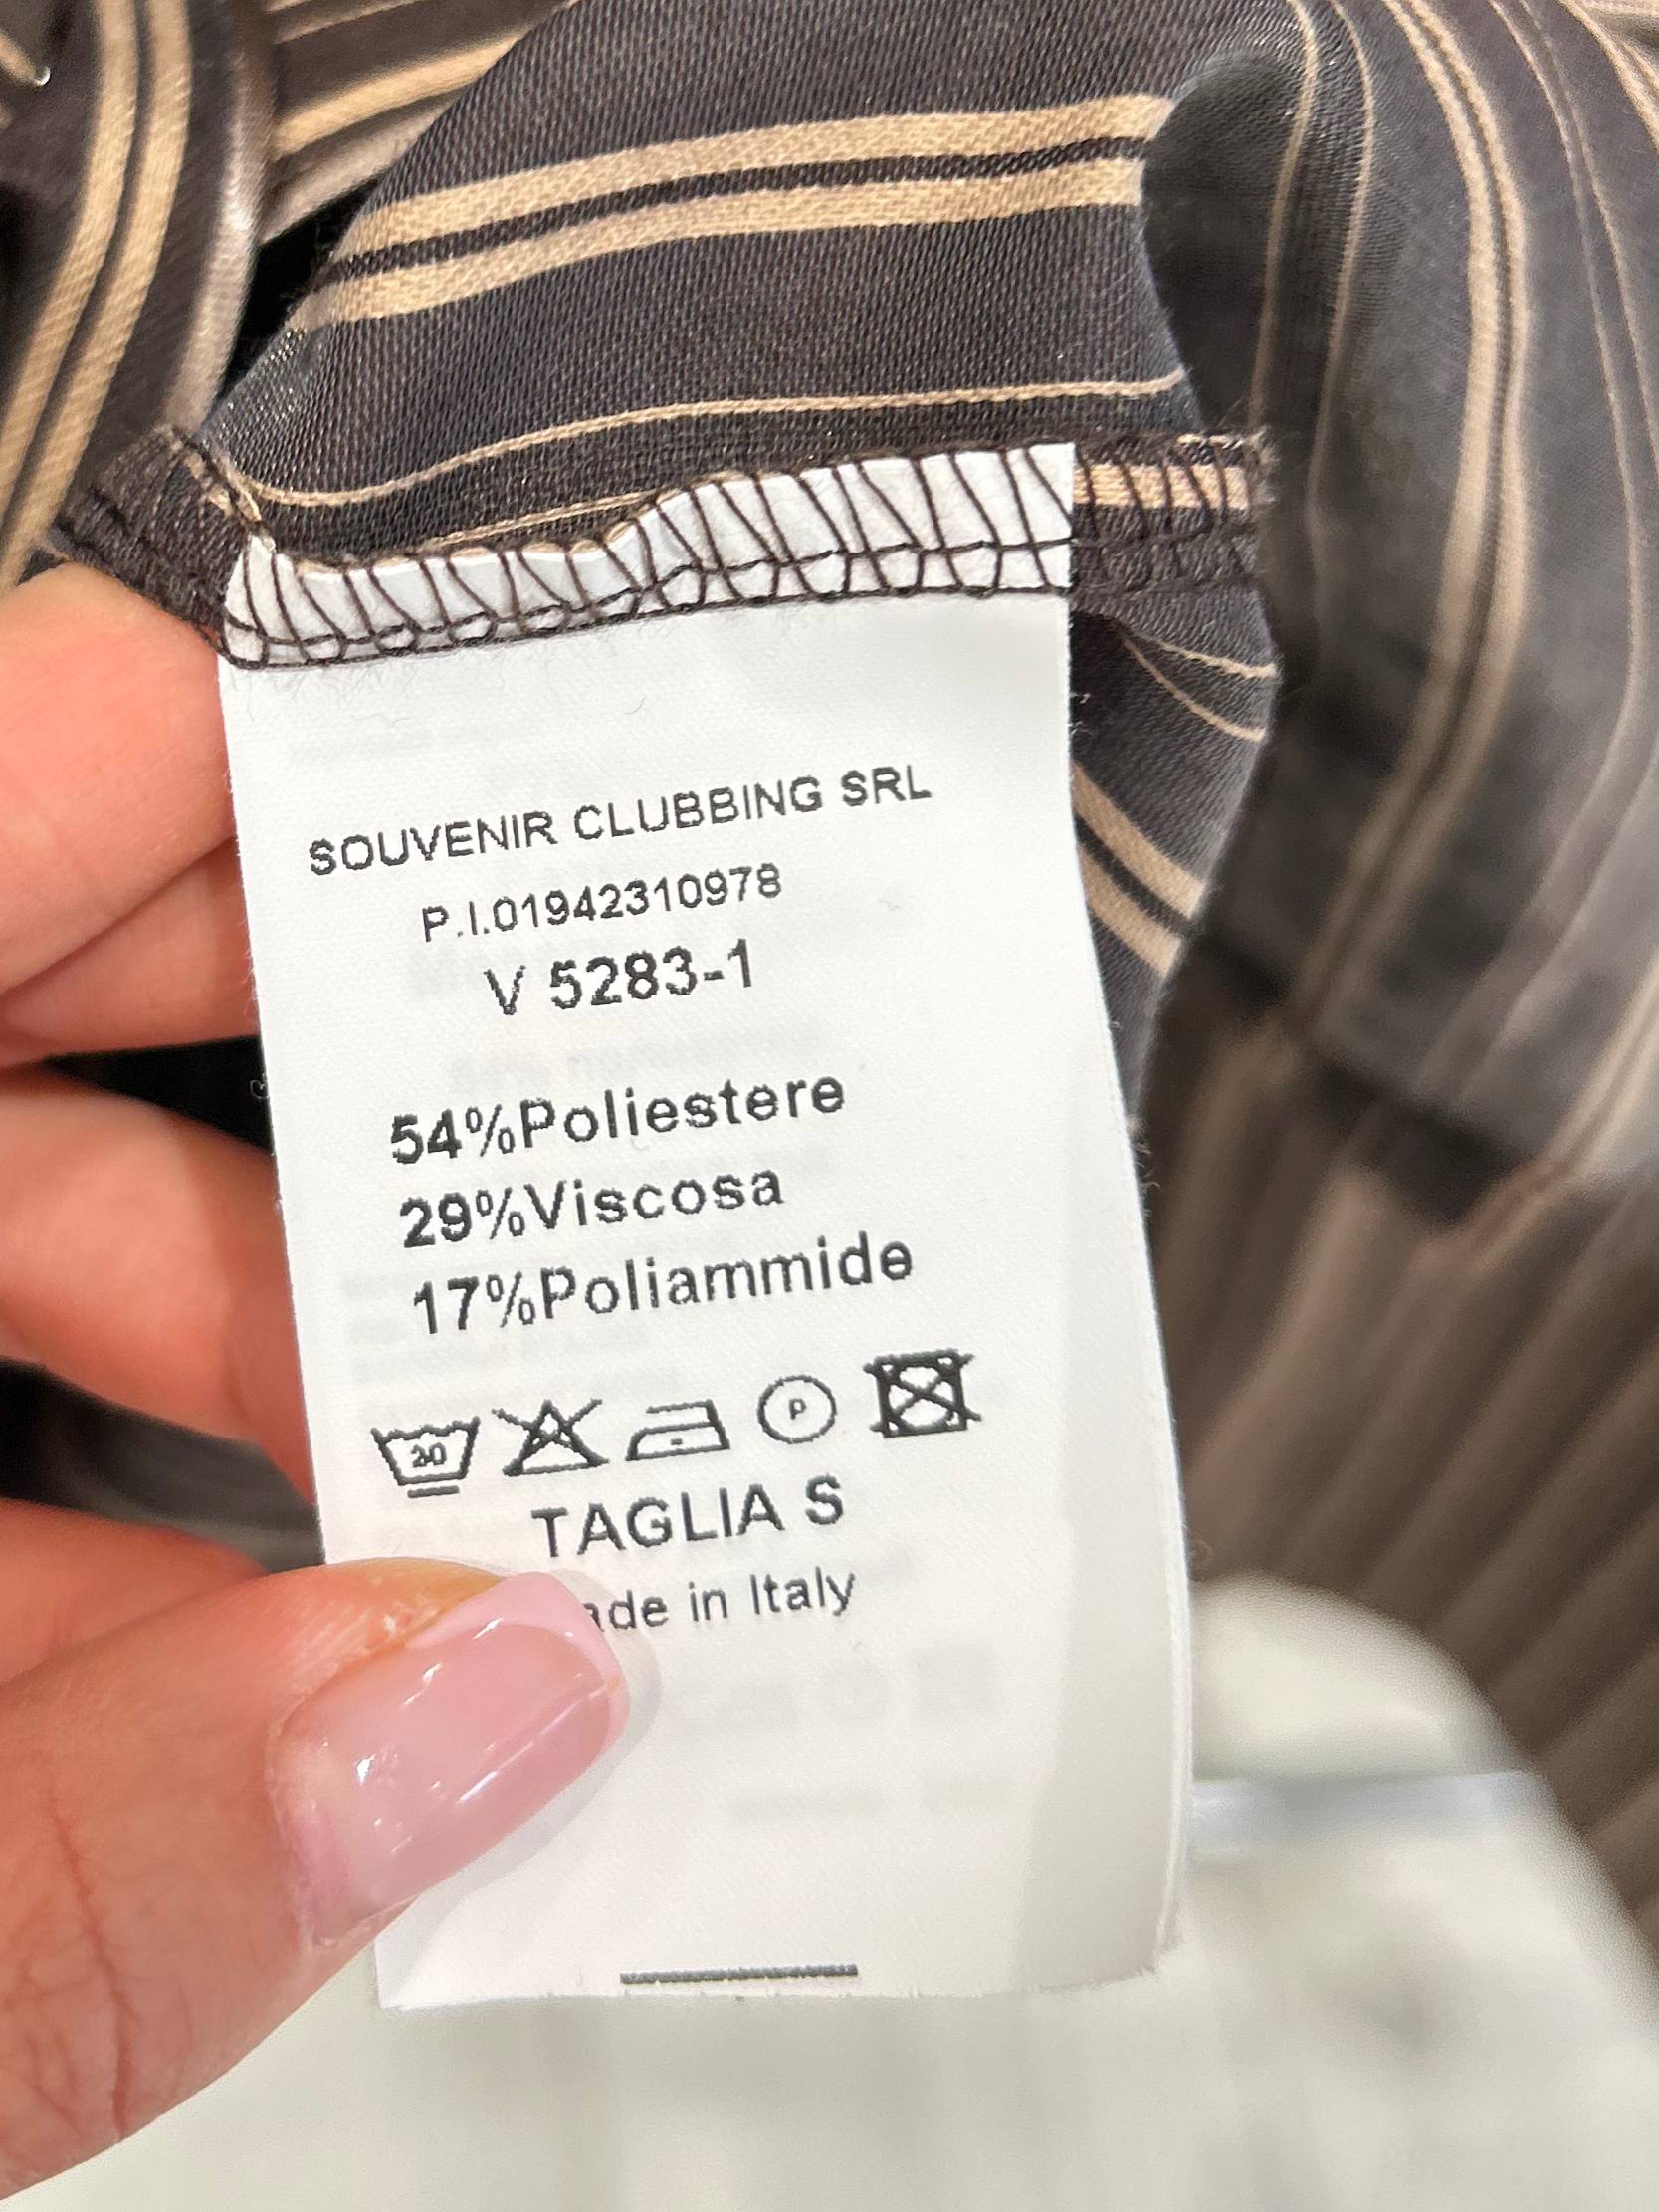 SOUVENIR CLUBBING SRL
P.I.01942310978
V 5283-1
54%Poliestere
29%Viscosa
17%Poliammide
P
TAGLIA S
ade in Italy